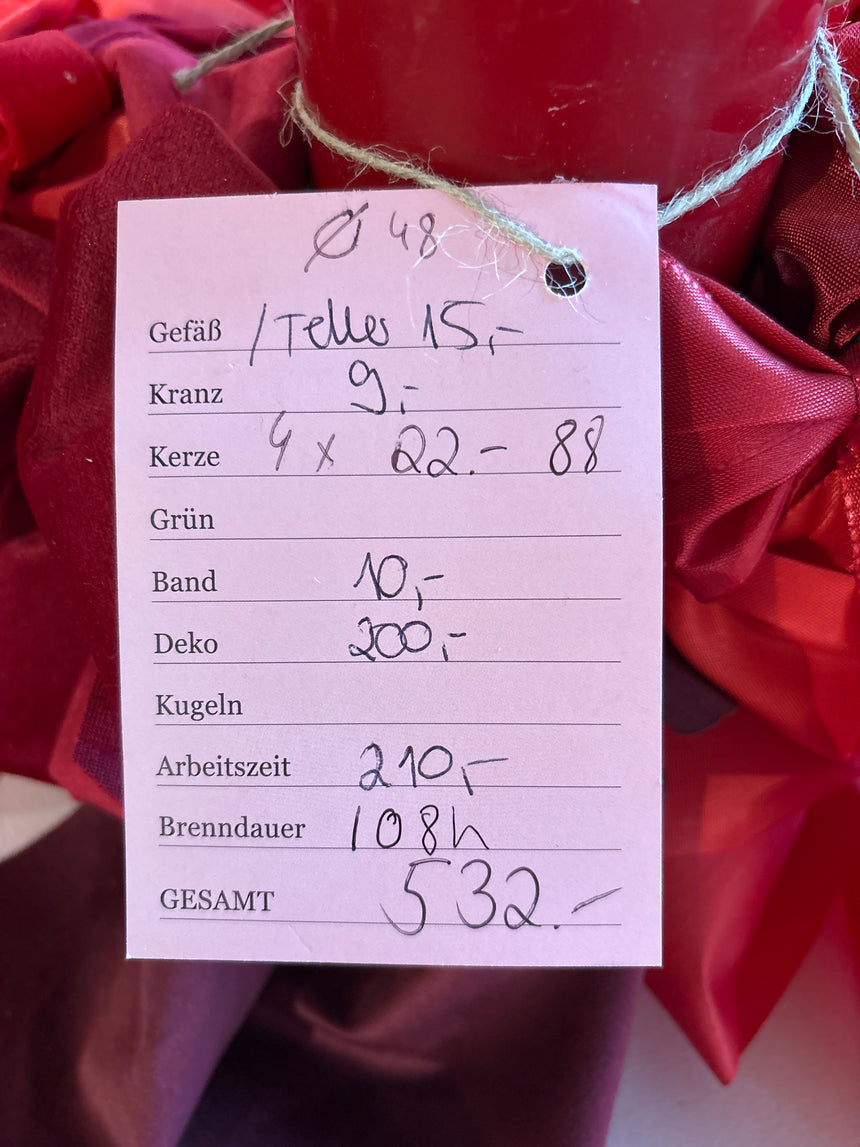 Ø 48
Gefäß / Teller 15,-
Kranz 9,-
Kerze 4 x 22.- 88
Grün
Band 10,-
Deko 200,-
Kugeln
Arbeitszeit 210,-
Brenndauer 108h
GESAMT 532.-